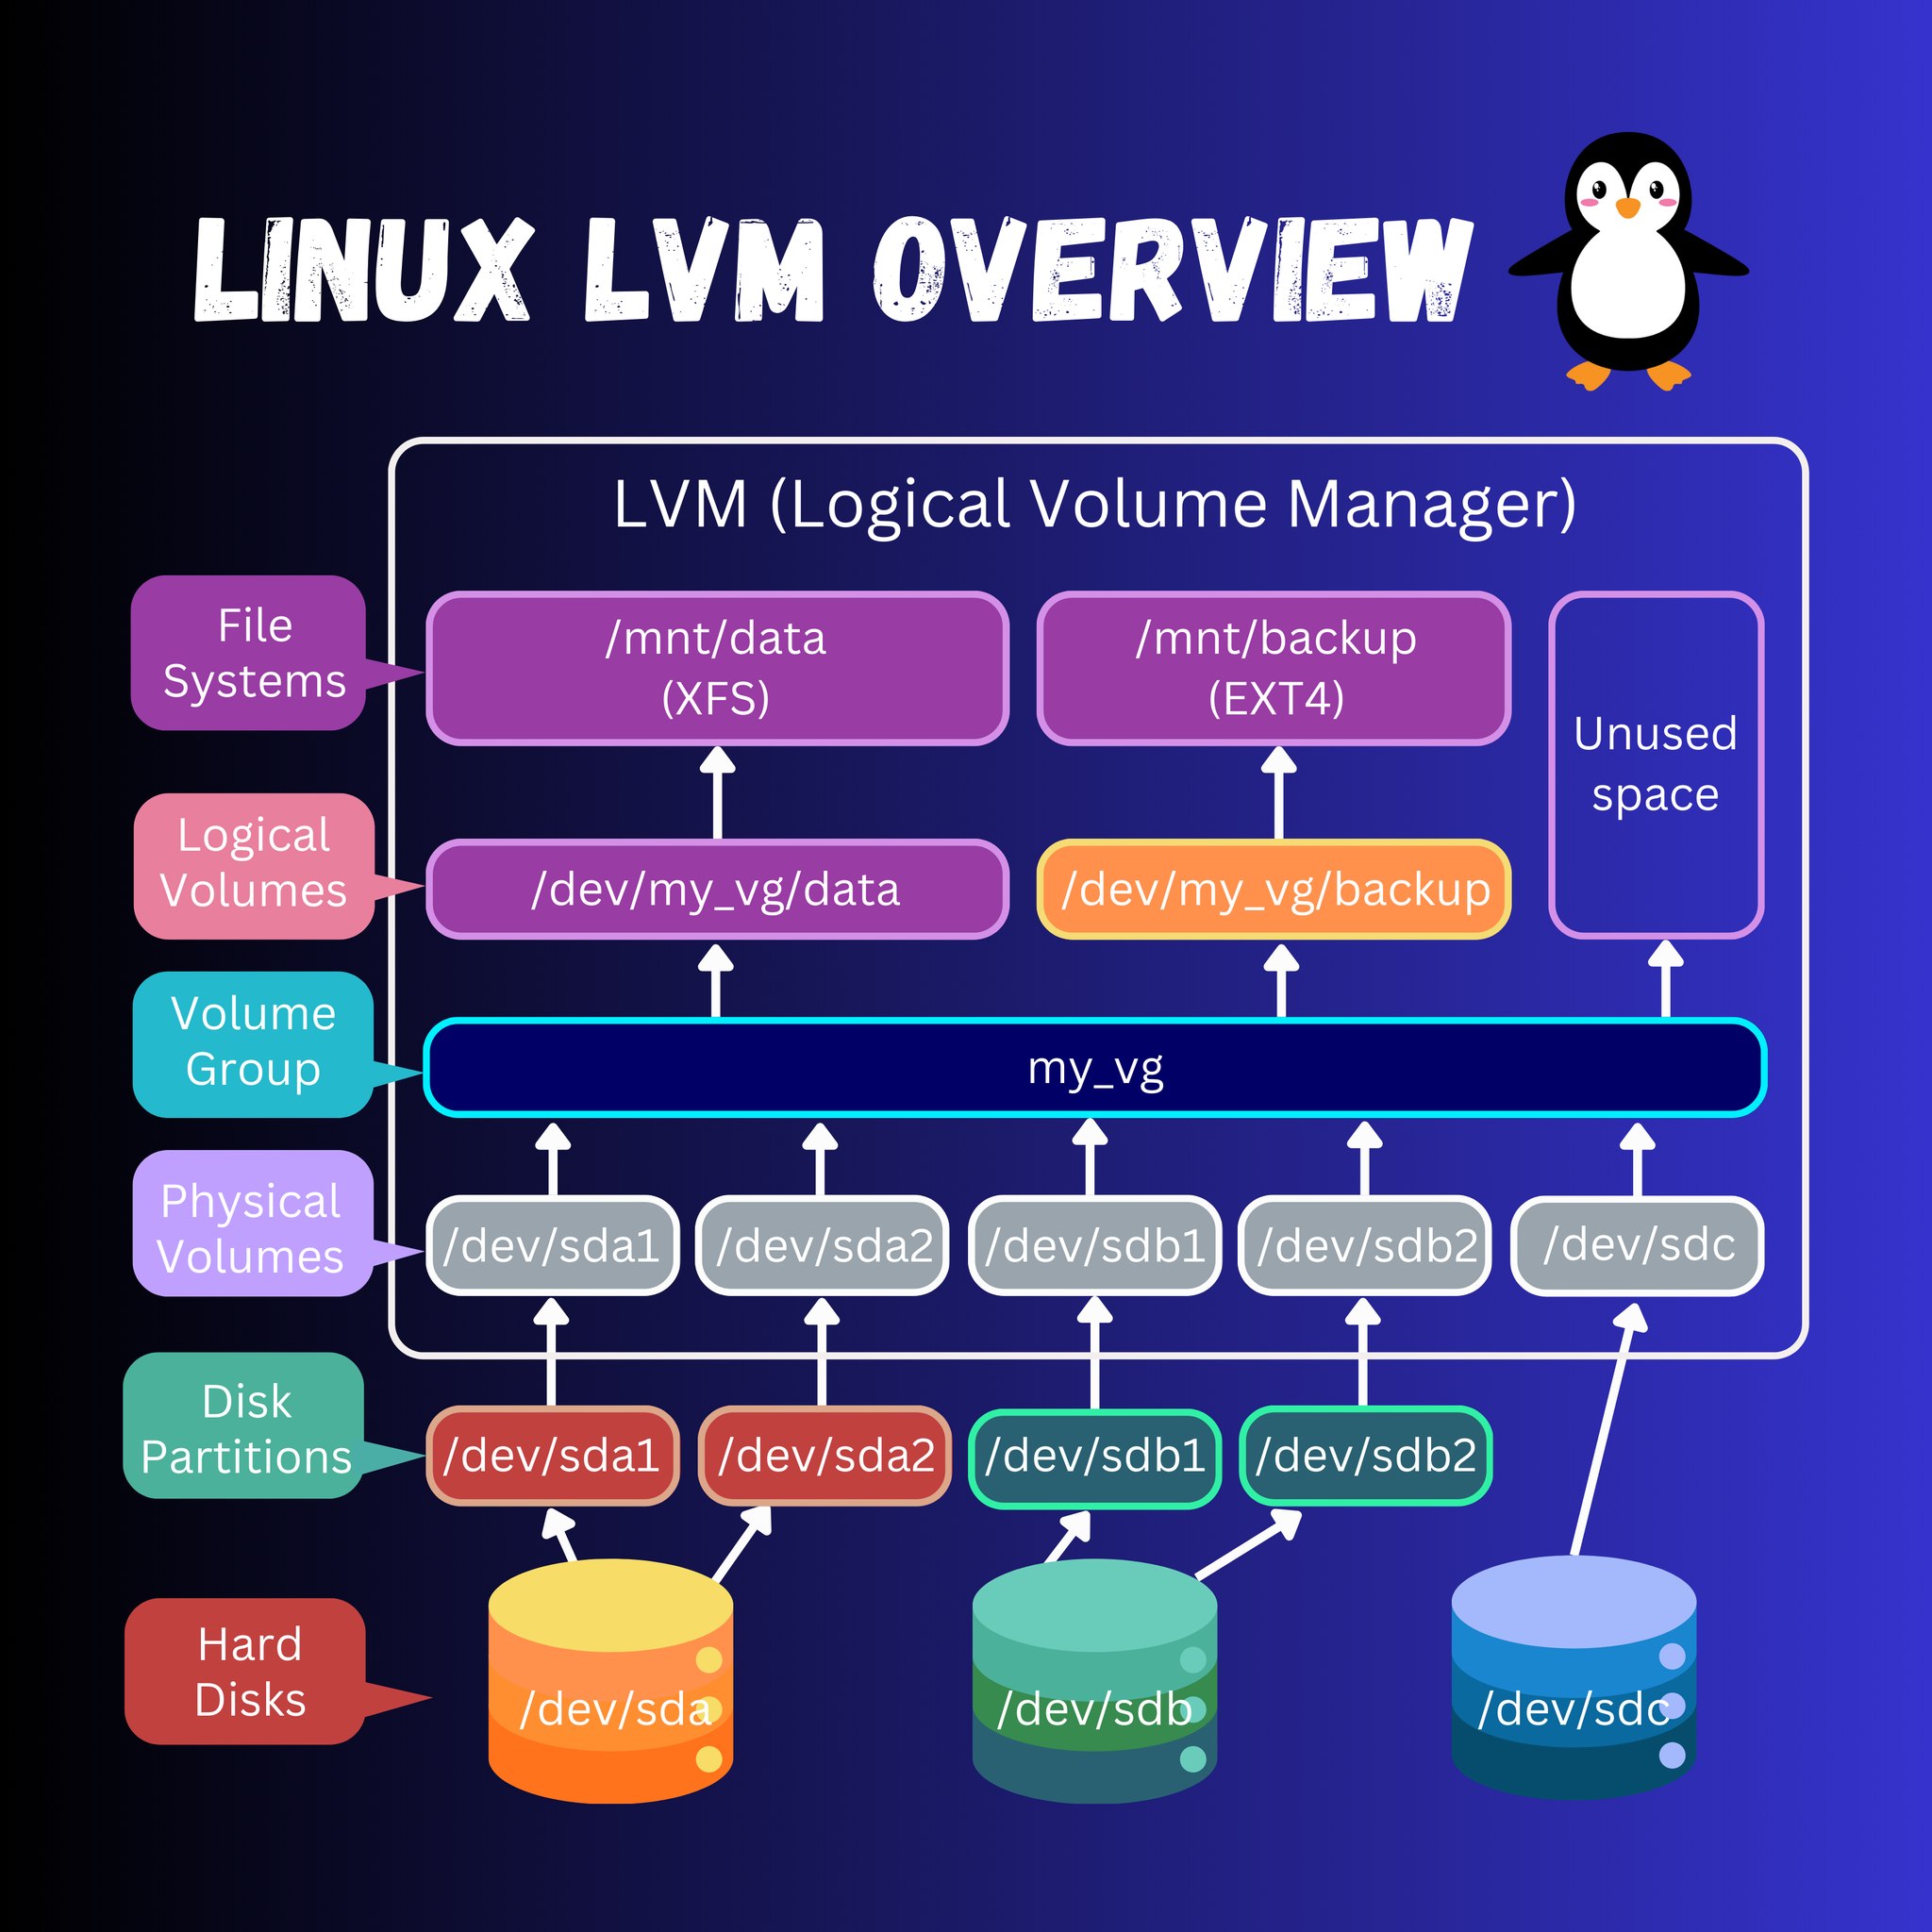 LINUX LVM OVERVIEW
LVM (Logical Volume Manager)
File
Systems
/mnt/data
(XFS)
/mnt/backup
(EXT4)
Unused
space
Logical
Volumes
/dev/my_vg/data
/dev/my_vg/backup
Volume
Group
my_vg
Physical
Volumes
/dev/sda1
/dev/sda2
/dev/sdb1
/dev/sdb2
/dev/sdc
Disk
Partitions
/dev/sda1
/dev/sda2
/dev/sdb1
/dev/sdb2
Hard
Disks
/dev/sda
/dev/sdb
/dev/sdc